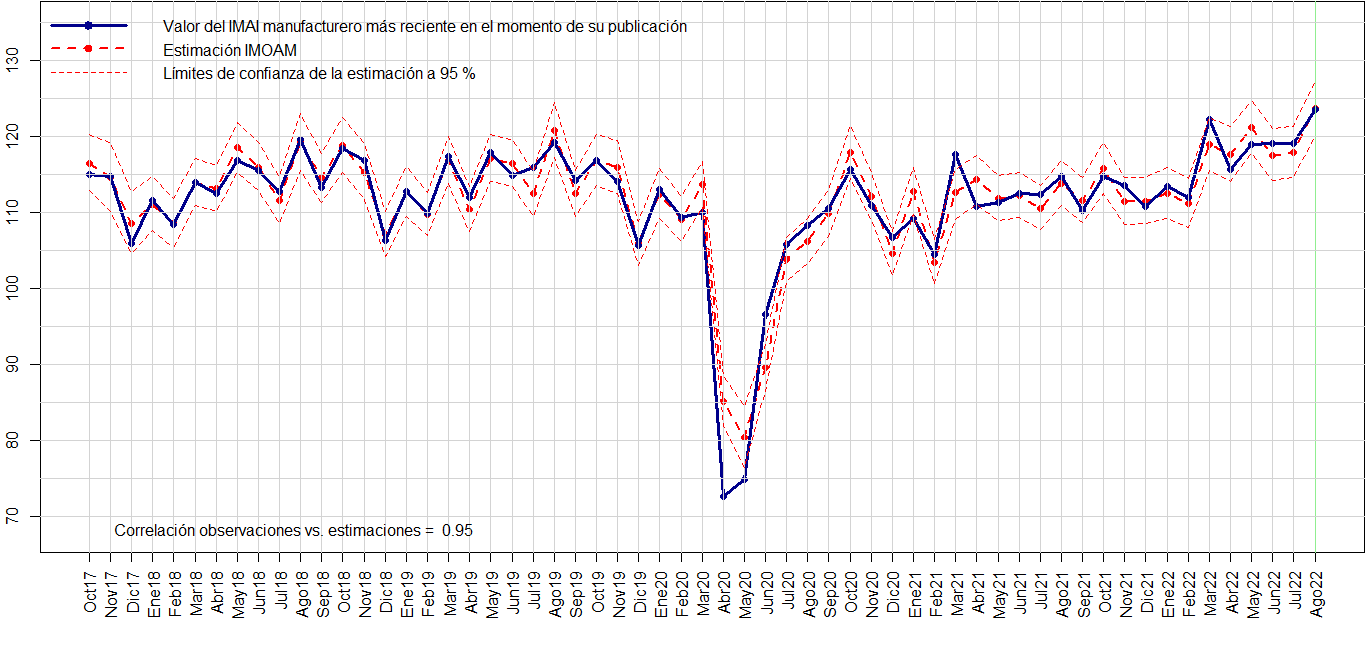 Valor del IMAI manufacturero más reciente en el momento de su publicación
Estimación IMOAM
Límites de confianza de la estimación a 95 %
130
120
110
100
90
80
70
Correlación observaciones vs. estimaciones = 0.95
Oct17
Nov17
Dic17
Ene18
Feb18
Mar18
Abr18
May18
Jun18
Jul18
Ago18
Sep18
Oct18
Nov18
Dic18
Ene19
Feb19
Mar19
Abr19
May19
Jun19
Jul19
Ago19
Sep19
Oct19
Nov19
Dic19
Ene20
Feb20
Mar20
Abr20
May20
Jun20
Jul20
Ago20
Sep20
Oct20
Nov20
Dic20
Ene21
Feb21
Mar21
Abr21
May21
Jun21
Jul21
Ago21
Sep21
Oct21
Nov21
Dic21
Ene22
Feb22
Mar22
Abr22
May22
Jun22
Jul22
Ago22